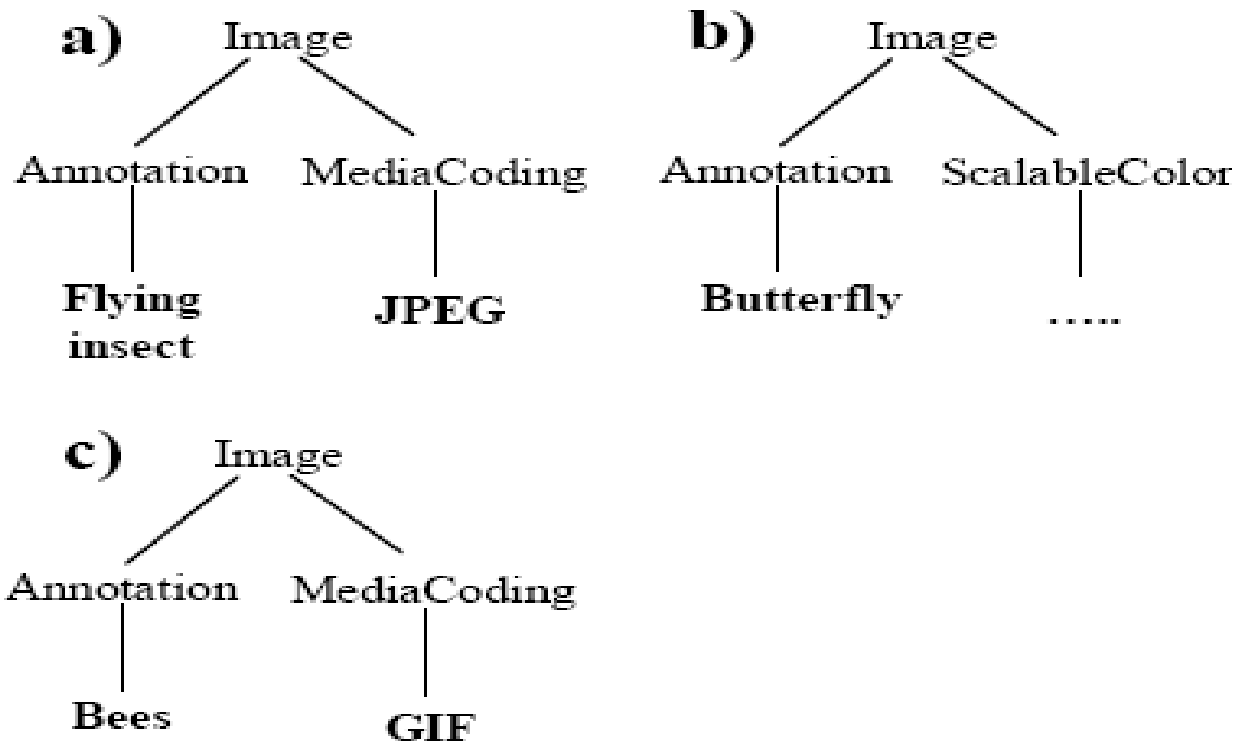 a) Image
Annotation MediaCoding
Flying
insect
JPEG
b) Image
Annotation ScalableColor
Butterfly .....
c) Image
Annotation MediaCoding
Bees GIF